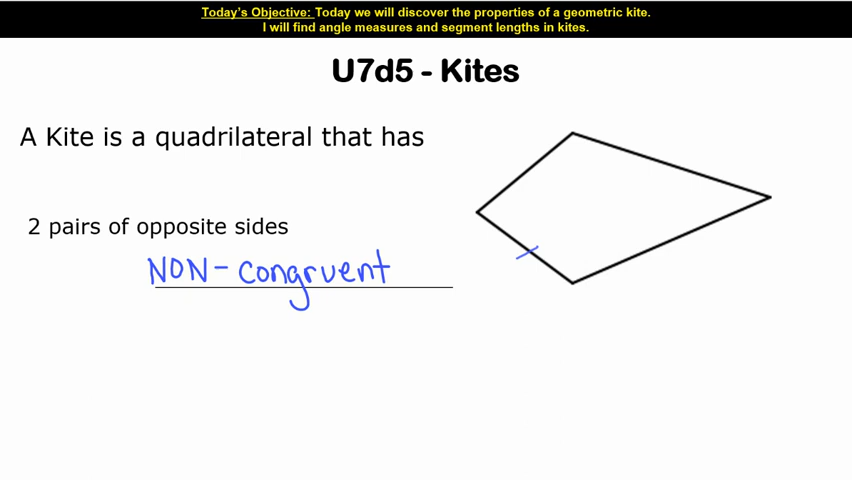 Today's Objective: Today we will discover the properties of a geometric kite.
I will find angle measures and segment lengths in kites.
U7d5 - Kites
A Kite is a quadrilateral that has
2 pairs of opposite sides
NON-congruent